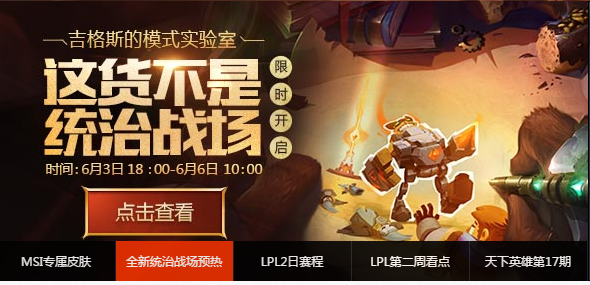 吉格斯的模式实验室
这货不是
统治战场
限时开启
时间:6月3日 18:00-6月6日 10:00
点击查看
MSI专属皮肤
全新统治战场预热
LPL2日赛程
LPL第二周看点
天下英雄第17期